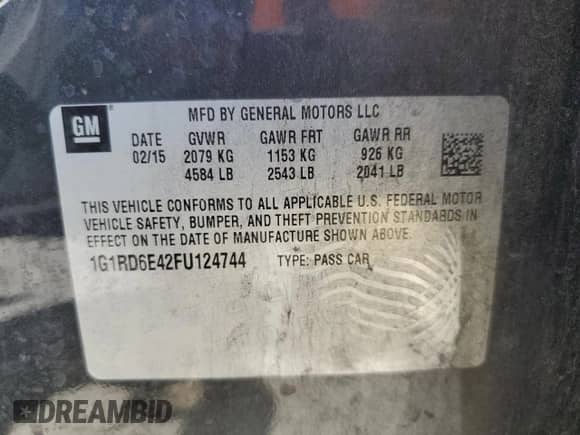 GM
MFD BY GENERAL MOTORS LLC
DATE GVWR GAWR FRT GAWR RR
02/15 2079 KG 1153 KG 926 KG
4584 LB 2543 LB 2041 LB
THIS VEHICLE CONFORMS TO ALL APPLICABLE U.S. FEDERAL MOTOR
VEHICLE SAFETY, BUMPER, AND THEFT PREVENTION STANDARDS IN
EFFECT ON THE DATE OF MANUFACTURE SHOWN ABOVE.
1G1RD6E42FU124744 TYPE: PASS CAR
DREAMBID